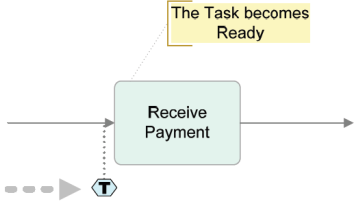 The Task becomes
Ready
Receive
Payment
T